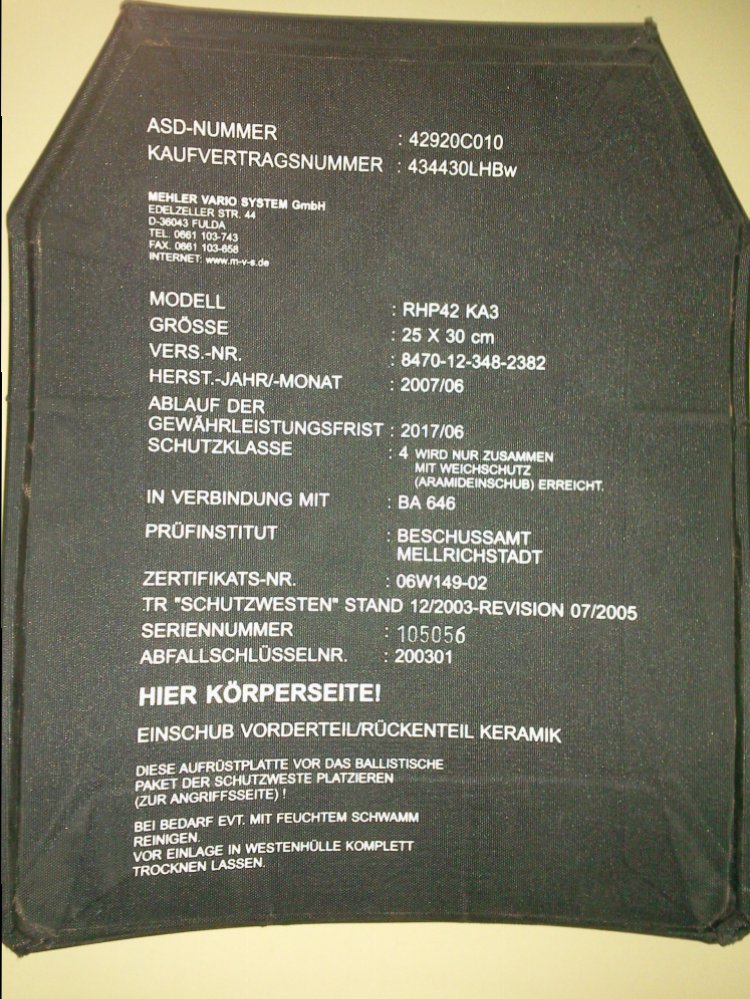 ASD-NUMMER : 42920C010
KAUFVERTRAGSNUMMER : 434430LHBw
MEHLER VARIO SYSTEM GmbH
EDELZELLER STR. 44
D-36043 FULDA
TEL. 0661 103-743
FAX. 0661 103-658
INTERNET: www.m-v-s.de
MODELL : RHP42 KA3
GRÖSSE : 25 X 30 cm
VERS.-NR. : 8470-12-348-2382
HERST.-JAHR/-MONAT : 2007/06
ABLAUF DER
GEWÄHRLEISTUNGSFRIST : 2017/06
SCHUTZKLASSE : 4 WIRD NUR ZUSAMMEN
MIT WEICHSCHUTZ
(ARAMIDEINSCHUB) ERREICHT.
IN VERBINDUNG MIT : BA 646
PRÜFINSTITUT : BESCHUSSAMT
MELLRICHSTADT
ZERTIFIKATS-NR. : 06W149-02
TR "SCHUTZWESTEN" STAND 12/2003-REVISION 07/2005
SERIENNUMMER : 105056
ABFALLSCHLÜSSELNR. : 200301
HIER KÖRPERSEITE!
EINSCHUB VORDERTEIL/RÜCKENTEIL KERAMIK
DIESE AUFRÜSTPLATTE VOR DAS BALLISTISCHE
PAKET DER SCHUTZWESTE PLATZIEREN
(ZUR ANGRIFFSSEITE) !
BEI BEDARF EVT. MIT FEUCHTEM SCHWAMM
REINIGEN.
VOR EINLAGE IN WESTENHÜLLE KOMPLETT
TROCKNEN LASSEN.